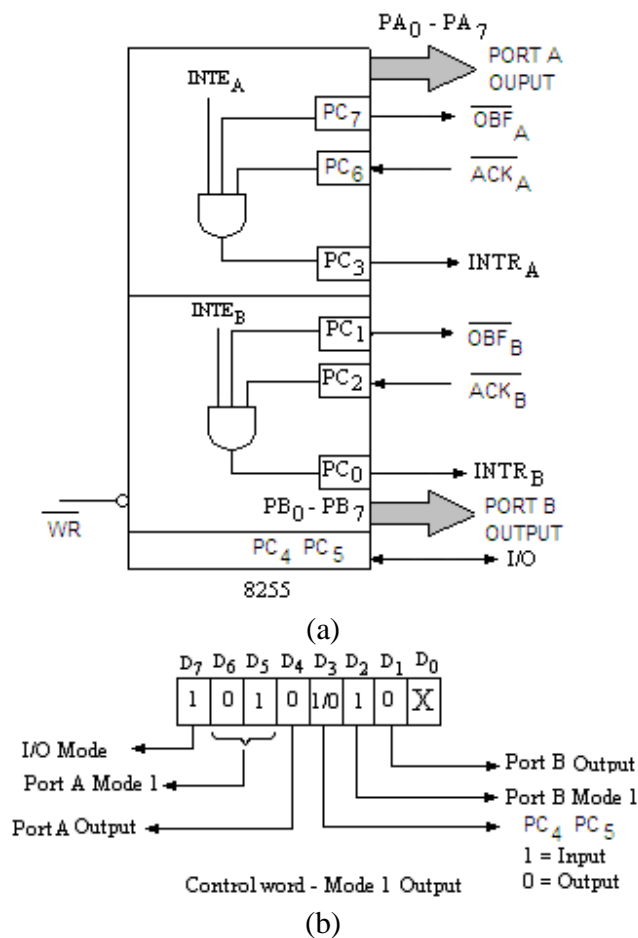 PA0 - PA7
PORT A
OUPUT
INTEA
PC7
OBFA
PC6
ACKA
PC3
INTRA
INTEB
PC1
OBFB
PC2
ACKB
PC0
INTRB
PB0 - PB7
PORT B
OUTPUT
WR
PC4 PC5
I/O
8255
(a)
D7 D6 D5 D4 D3 D2 D1 D0
1 0 1 0 1/0 1 0 X
I/O Mode
Port B Output
Port A Mode 1
Port B Mode 1
Port A Output
PC4 PC5
1 = Input
0 = Output
Control word - Mode 1 Output
(b)